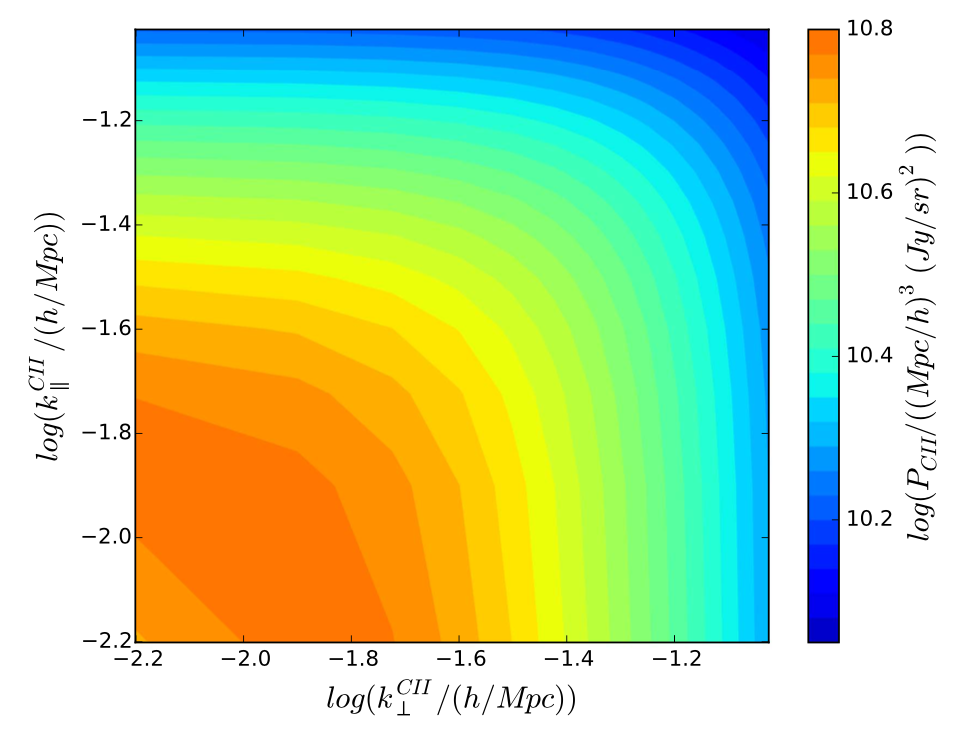 −1.2
−1.4
−1.6
−1.8
−2.0
−2.2
log(k_∥^{CII}/(h/Mpc))
−2.2 −2.0 −1.8 −1.6 −1.4 −1.2
log(k_⊥^{CII}/(h/Mpc))
10.8
10.6
10.4
10.2
log(P_{CII}/((Mpc/h)^3 (Jy/sr)^2 ))